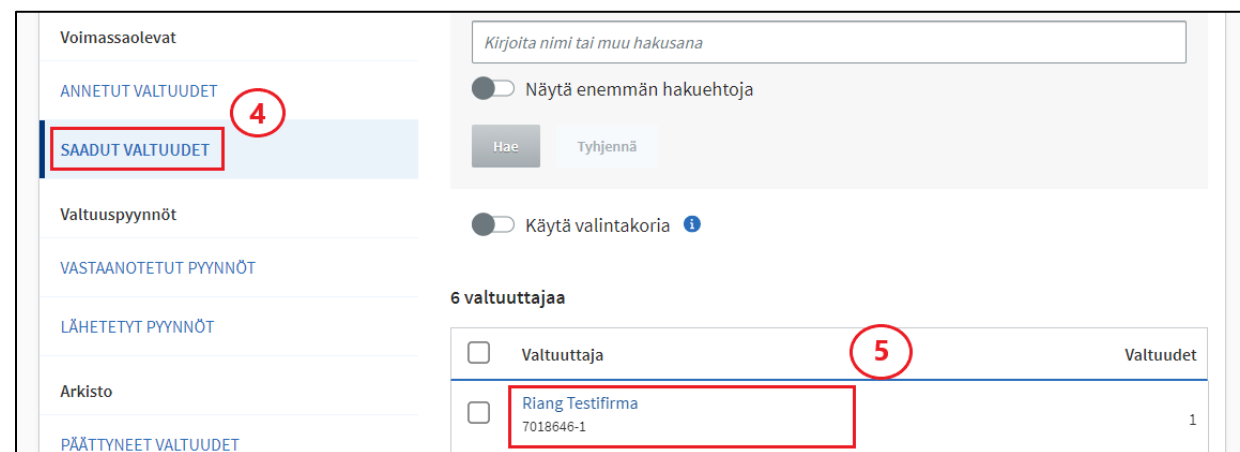 Voimassaolevat
ANNETUT VALTUUDET
4
SAADUT VALTUUDET
Valtuuspyynnöt
VASTAANOTETUT PYYNNÖT
LÄHETETYT PYYNNÖT
Arkisto
PÄÄTTYNEET VALTUUDET
Kirjoita nimi tai muu hakusana
Näytä enemmän hakuehtoja
Hae Tyhjennä
Käytä valintakoria
6 valtuuttajaa
Valtuuttaja 5 Valtuudet
Riang Testifirma
7018646-1 1